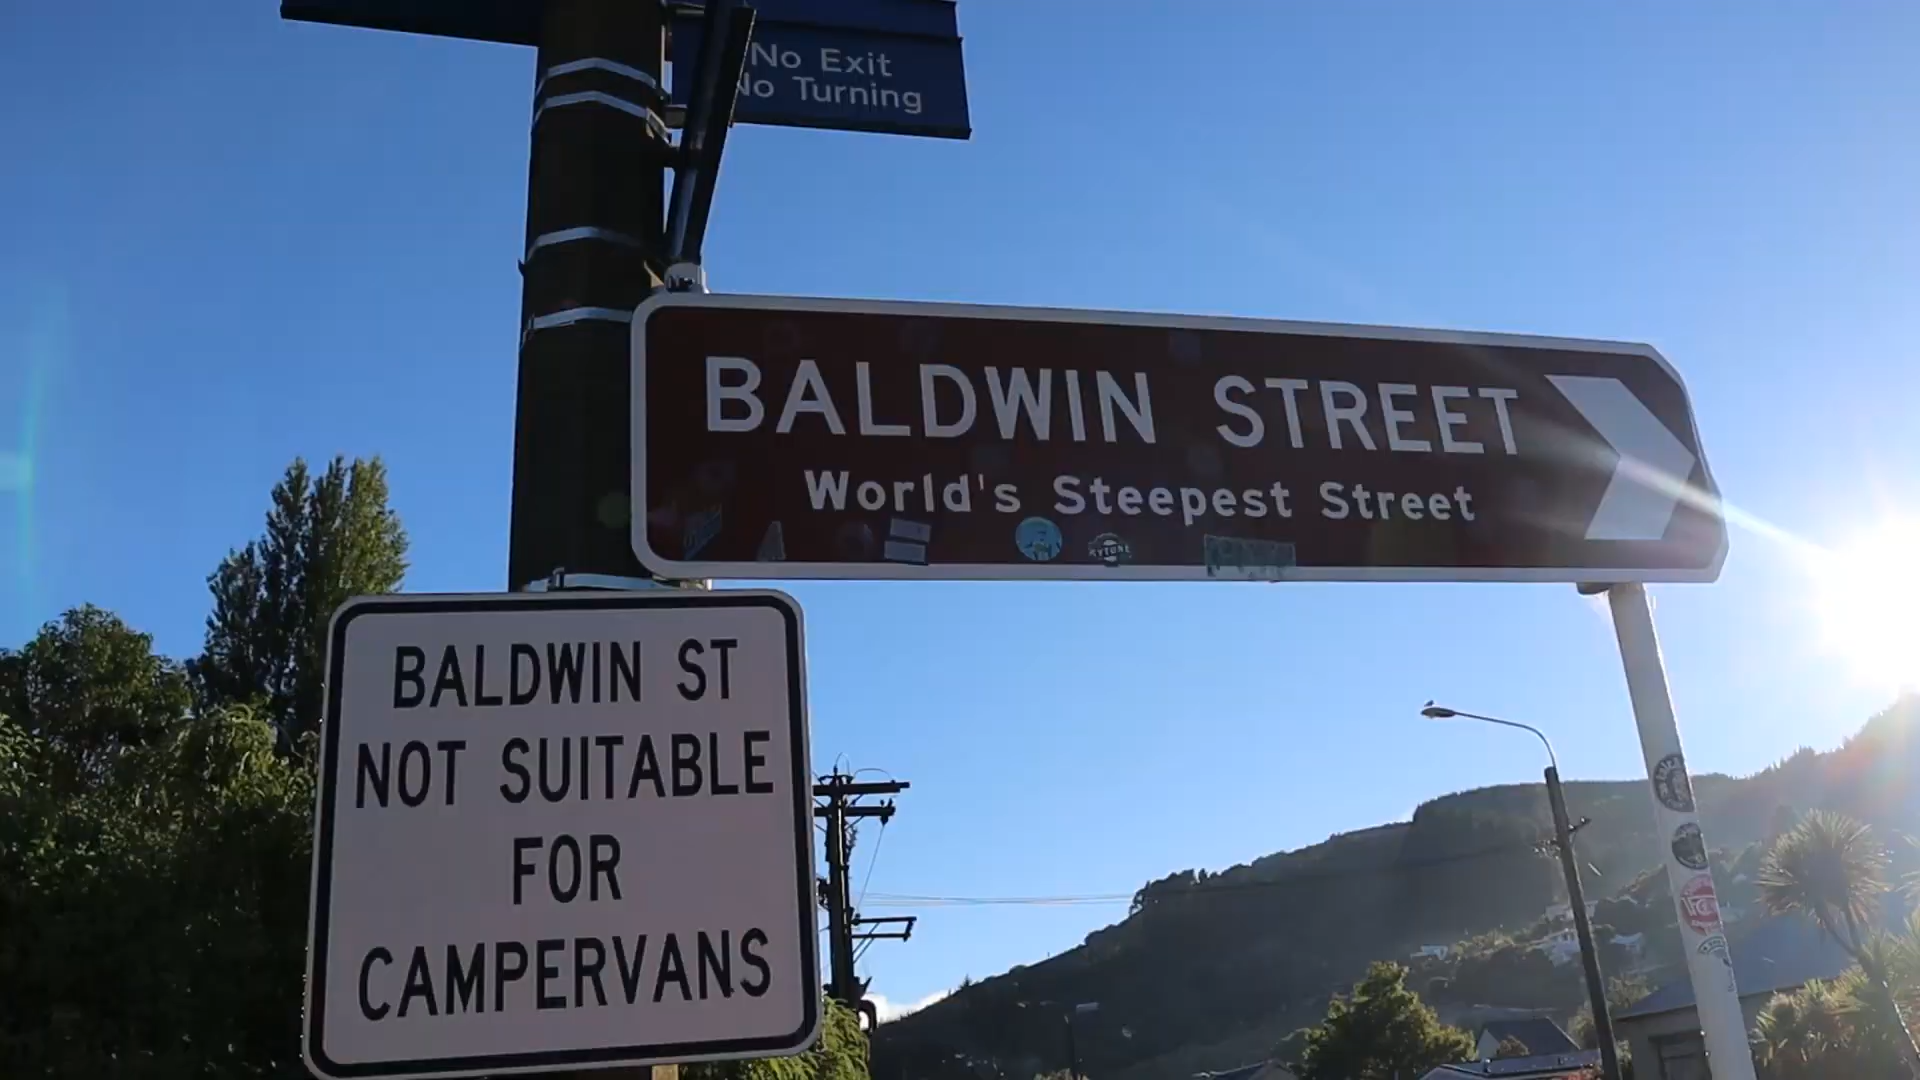 No Exit
No Turning
BALDWIN STREET
World's Steepest Street
BALDWIN ST
NOT SUITABLE
FOR
CAMPERVANS